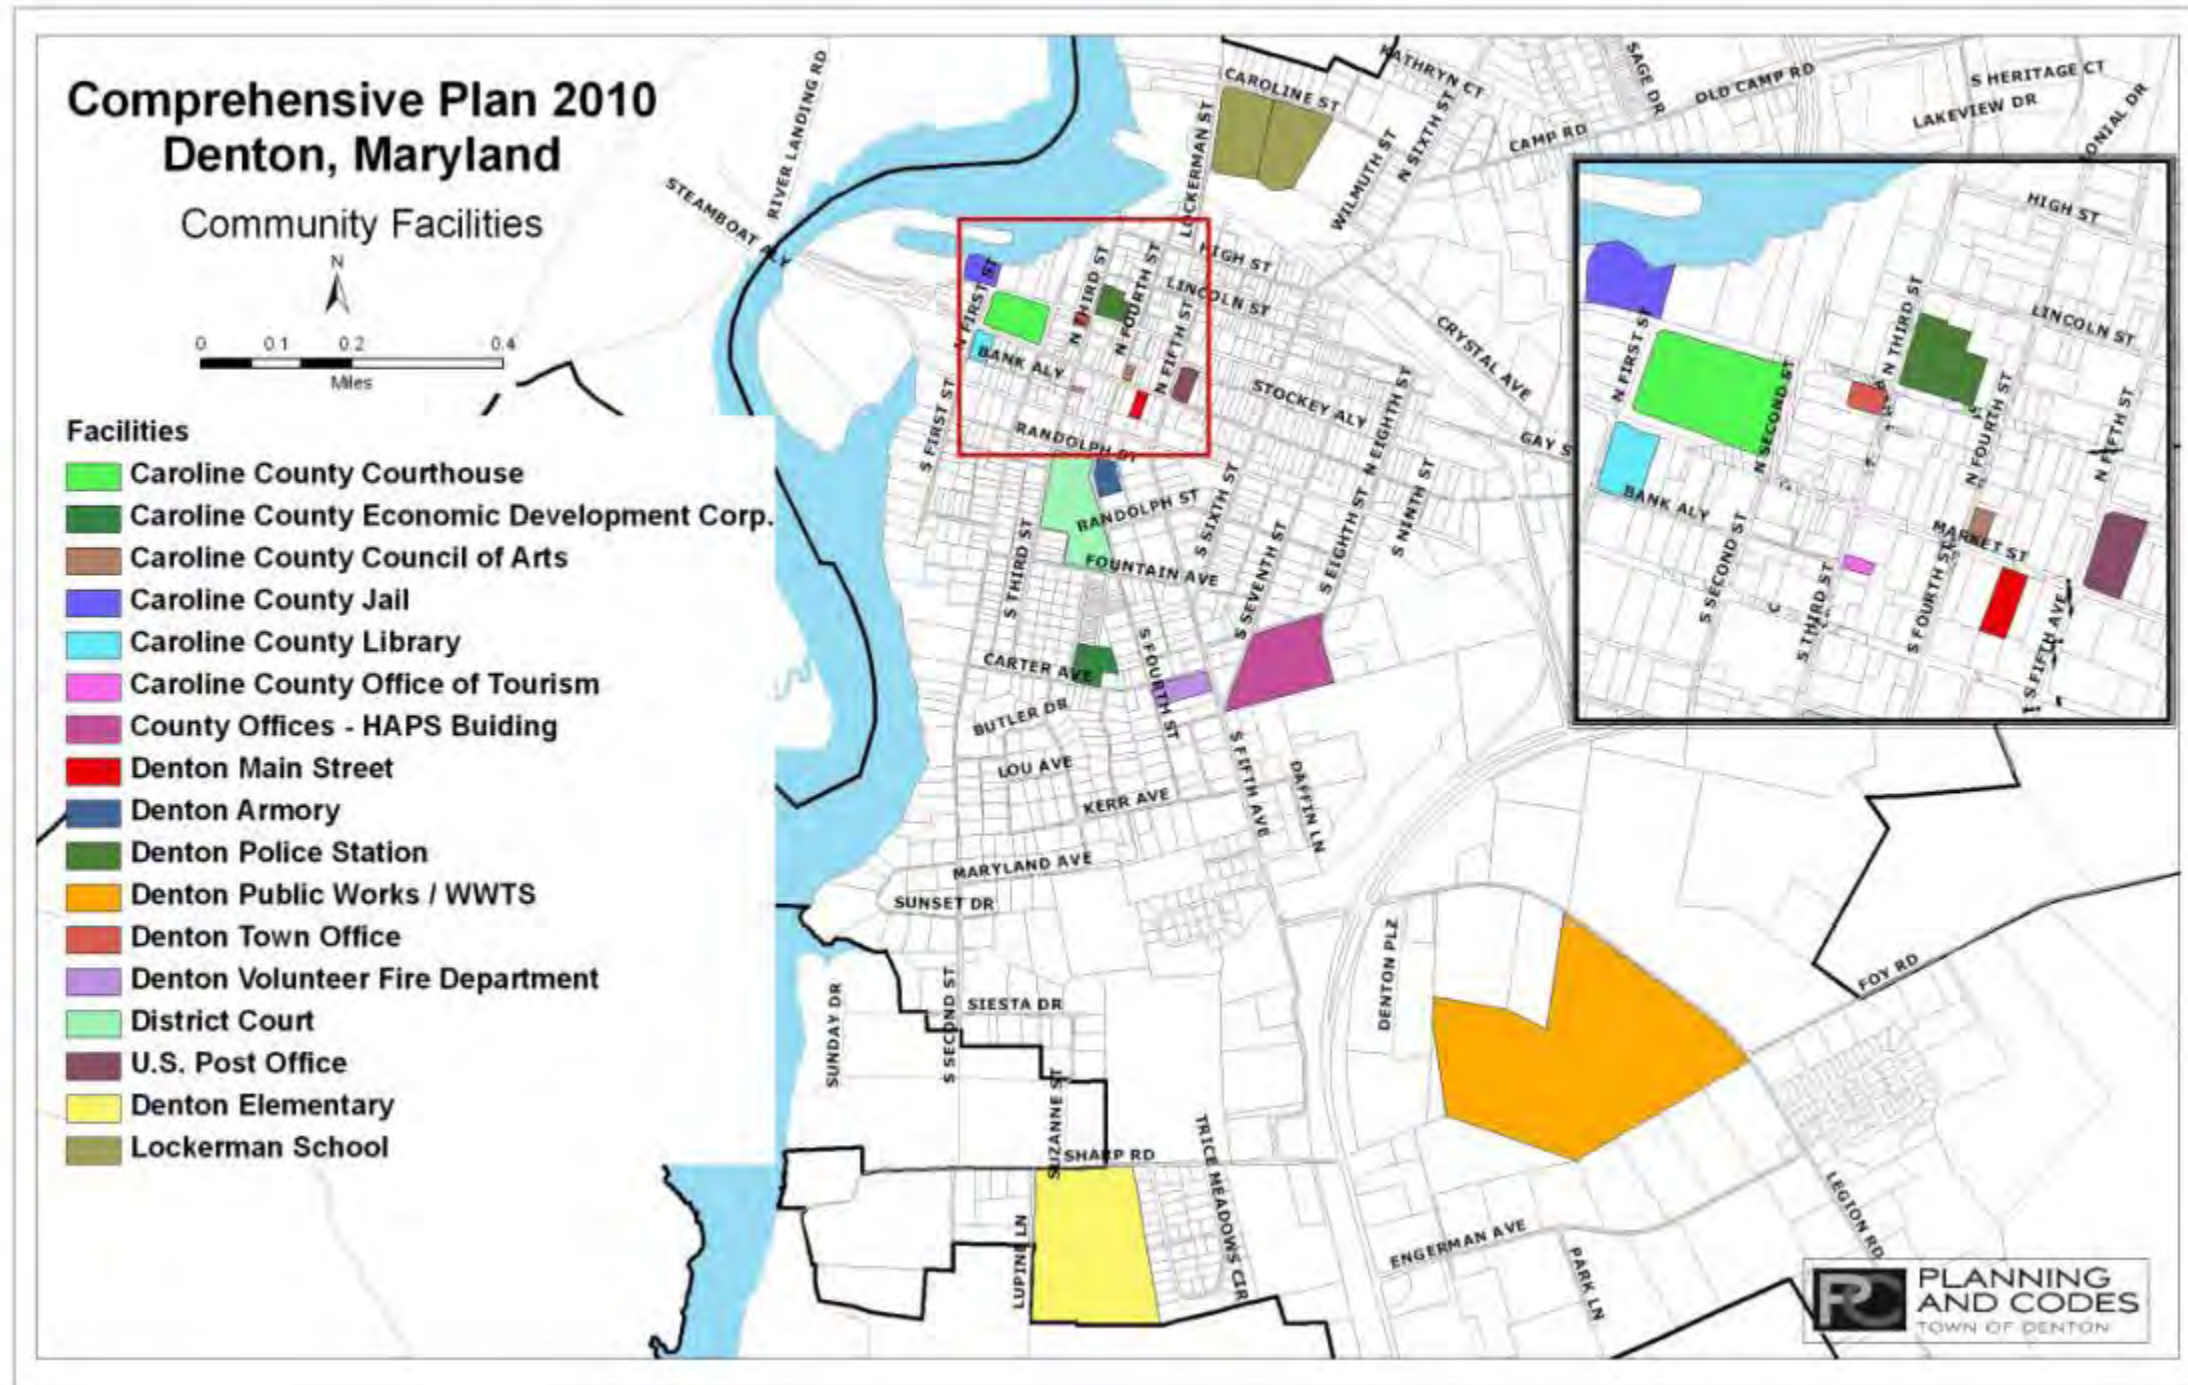 Comprehensive Plan 2010
Denton, Maryland
Community Facilities
N
0 0.1 0.2 0.4
Miles
Facilities
Caroline County Courthouse
Caroline County Economic Development Corp.
Caroline County Council of Arts
Caroline County Jail
Caroline County Library
Caroline County Office of Tourism
County Offices - HAPS Buiding
Denton Main Street
Denton Armory
Denton Police Station
Denton Public Works / WWTS
Denton Town Office
Denton Volunteer Fire Department
District Court
U.S. Post Office
Denton Elementary
Lockerman School
RIVER LANDING RD
STEAMBOAT ALY
CAROLINE ST
KATHRYN CT
LOCKERMAN ST
WILMUTH ST
N SIXTH ST
CAMP RD
SAGE DR
OLD CAMP RD
S HERITAGE CT
LAKEVIEW DR
ONIAL DR
HIGH ST
LINCOLN ST
N FIRST ST
N THIRD ST
N FOURTH ST
N FIFTH ST
BANK ALY
CRYSTAL AVE
STOCKEY ALY
GAY S
N EIGHTH ST
S FIRST ST
RANDOLPH ST
RANDOLPH ST
S SIXTH ST
S NINTH ST
S THIRD ST
FOUNTAIN AVE
S SEVENTH ST
S EIGHTH ST
CARTER AVE
S FOURTH ST
BUTLER DR
LOU AVE
KERR AVE
S FIFTH AVE
DAFFIN LN
MARYLAND AVE
SUNSET DR
SUNDAY DR
S SECOND ST
SIESTA DR
SUZANNE ST
SHARP RD
TRICE MEADOWS CIR
LUPINE LN
DENTON PLZ
FOY RD
ENGERMAN AVE
PARK LN
LEGION RD
HIGH ST
LINCOLN ST
N FIRST ST
N SECOND ST
N THIRD ST
N FOURTH ST
N FIFTH ST
BANK ALY
MARKET ST
S SECOND ST
S THIRD ST
S FOURTH ST
S FIFTH AVE
PC
PLANNING
AND CODES
TOWN OF DENTON